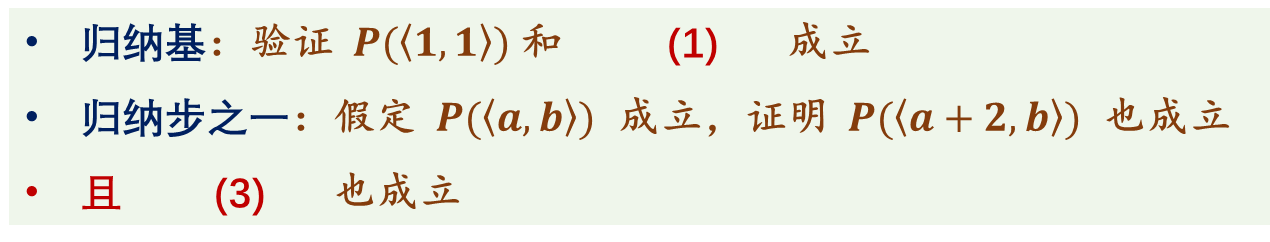 • 归纳基：验证 P(⟨1,1⟩) 和 (1) 成立
• 归纳步之一：假定 P(⟨a,b⟩) 成立，证明 P(⟨a + 2,b⟩) 也成立
• 且 (3) 也成立